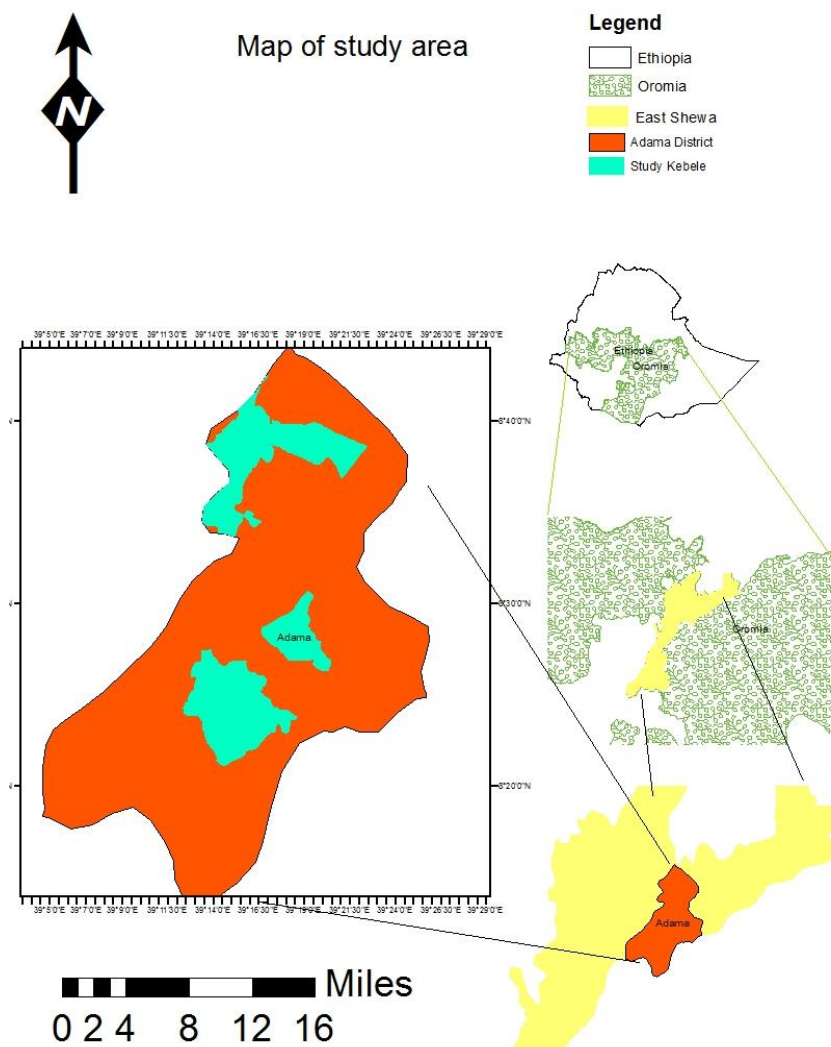 Map of study area
N
Legend
Ethiopia
Oromia
East Shewa
Adama District
Study Kebele
39°5'0"E 39°7'0"E 39°9'0"E 39°11'30"E 39°14'0"E 39°16'30"E 39°19'0"E 39°21'30"E 39°24'0"E 39°26'30"E 39°29'0"E
8°40'0"N
8°30'0"N
8°20'0"N
Adama
39°5'0"E 39°7'0"E 39°9'0"E 39°11'30"E 39°14'0"E 39°16'30"E 39°19'0"E 39°21'30"E 39°24'0"E 39°26'30"E 39°29'0"E
Ethiopia
Oromia
Oromia
Adama
Miles
0 2 4 8 12 16